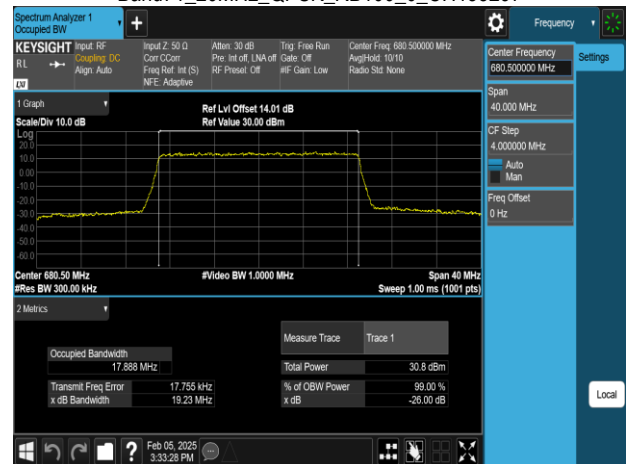 Spectrum Analyzer 1
Occupied BW
Frequency
KEYSIGHT
R L
LXI
Input: RF
Coupling: DC
Align: Auto
Input Z: 50 Ω
Corr CCorr
Freq Ref: Int (S)
NFE: Adaptive
Atten: 30 dB
Pre: Int off, LNA off
RF Preset: Off
Trig: Free Run
Gate: Off
#IF Gain: Low
Center Freq: 680.500000 MHz
Avg|Hold: 10/10
Radio Std: None
Center Frequency
680.500000 MHz
Settings
Span
40.000 MHz
CF Step
4.000000 MHz
Auto
Man
Freq Offset
0 Hz
Local
1 Graph
Scale/Div 10.0 dB
Ref Lvl Offset 14.01 dB
Ref Value 30.00 dBm
Log
20.0
10.0
0.00
-10.0
-20.0
-30.0
-40.0
-50.0
-60.0
Center 680.50 MHz
#Video BW 1.0000 MHz
Span 40 MHz
#Res BW 300.00 kHz
Sweep 1.00 ms (1001 pts)
2 Metrics
Measure Trace
Trace 1
Occupied Bandwidth
17.888 MHz
Total Power
30.8 dBm
Transmit Freq Error
17.755 kHz
% of OBW Power
99.00 %
x dB Bandwidth
19.23 MHz
x dB
-26.00 dB
Feb 05, 2025
3:33:28 PM